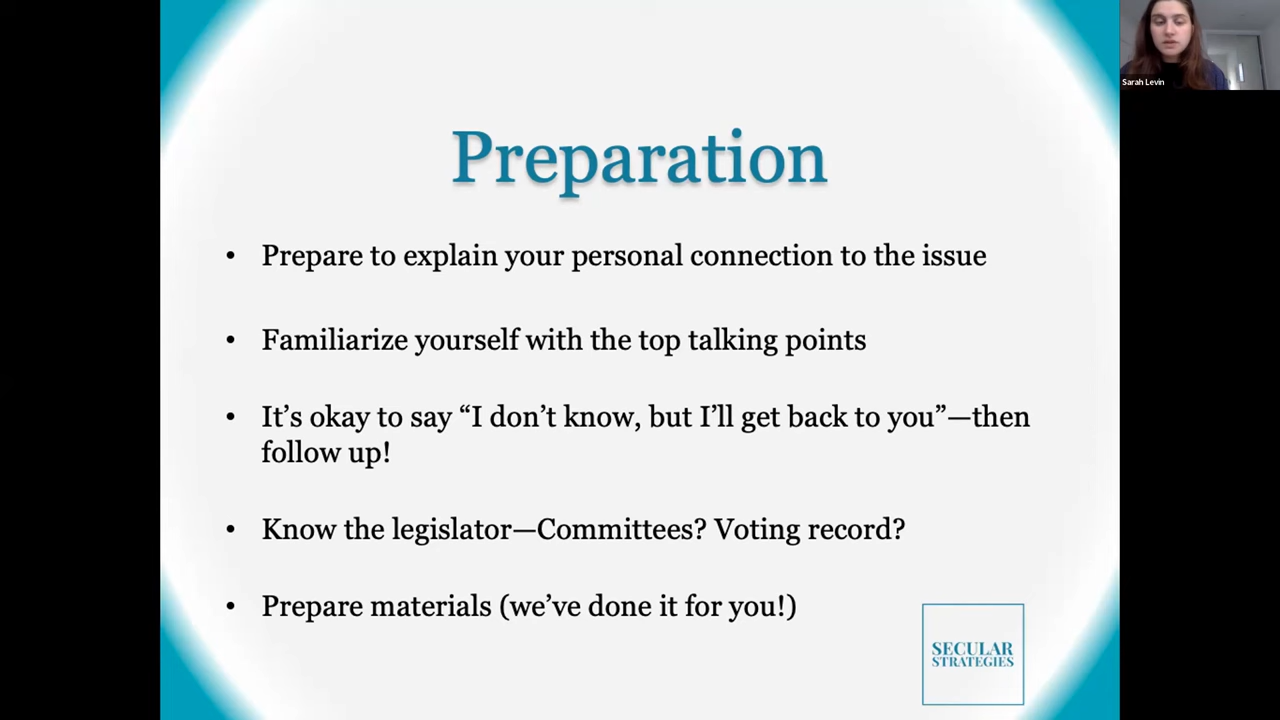 Sarah Levin
Preparation
• Prepare to explain your personal connection to the issue
• Familiarize yourself with the top talking points
• It’s okay to say “I don’t know, but I’ll get back to you”—then
follow up!
• Know the legislator—Committees? Voting record?
• Prepare materials (we’ve done it for you!)
SECULAR
STRATEGIES